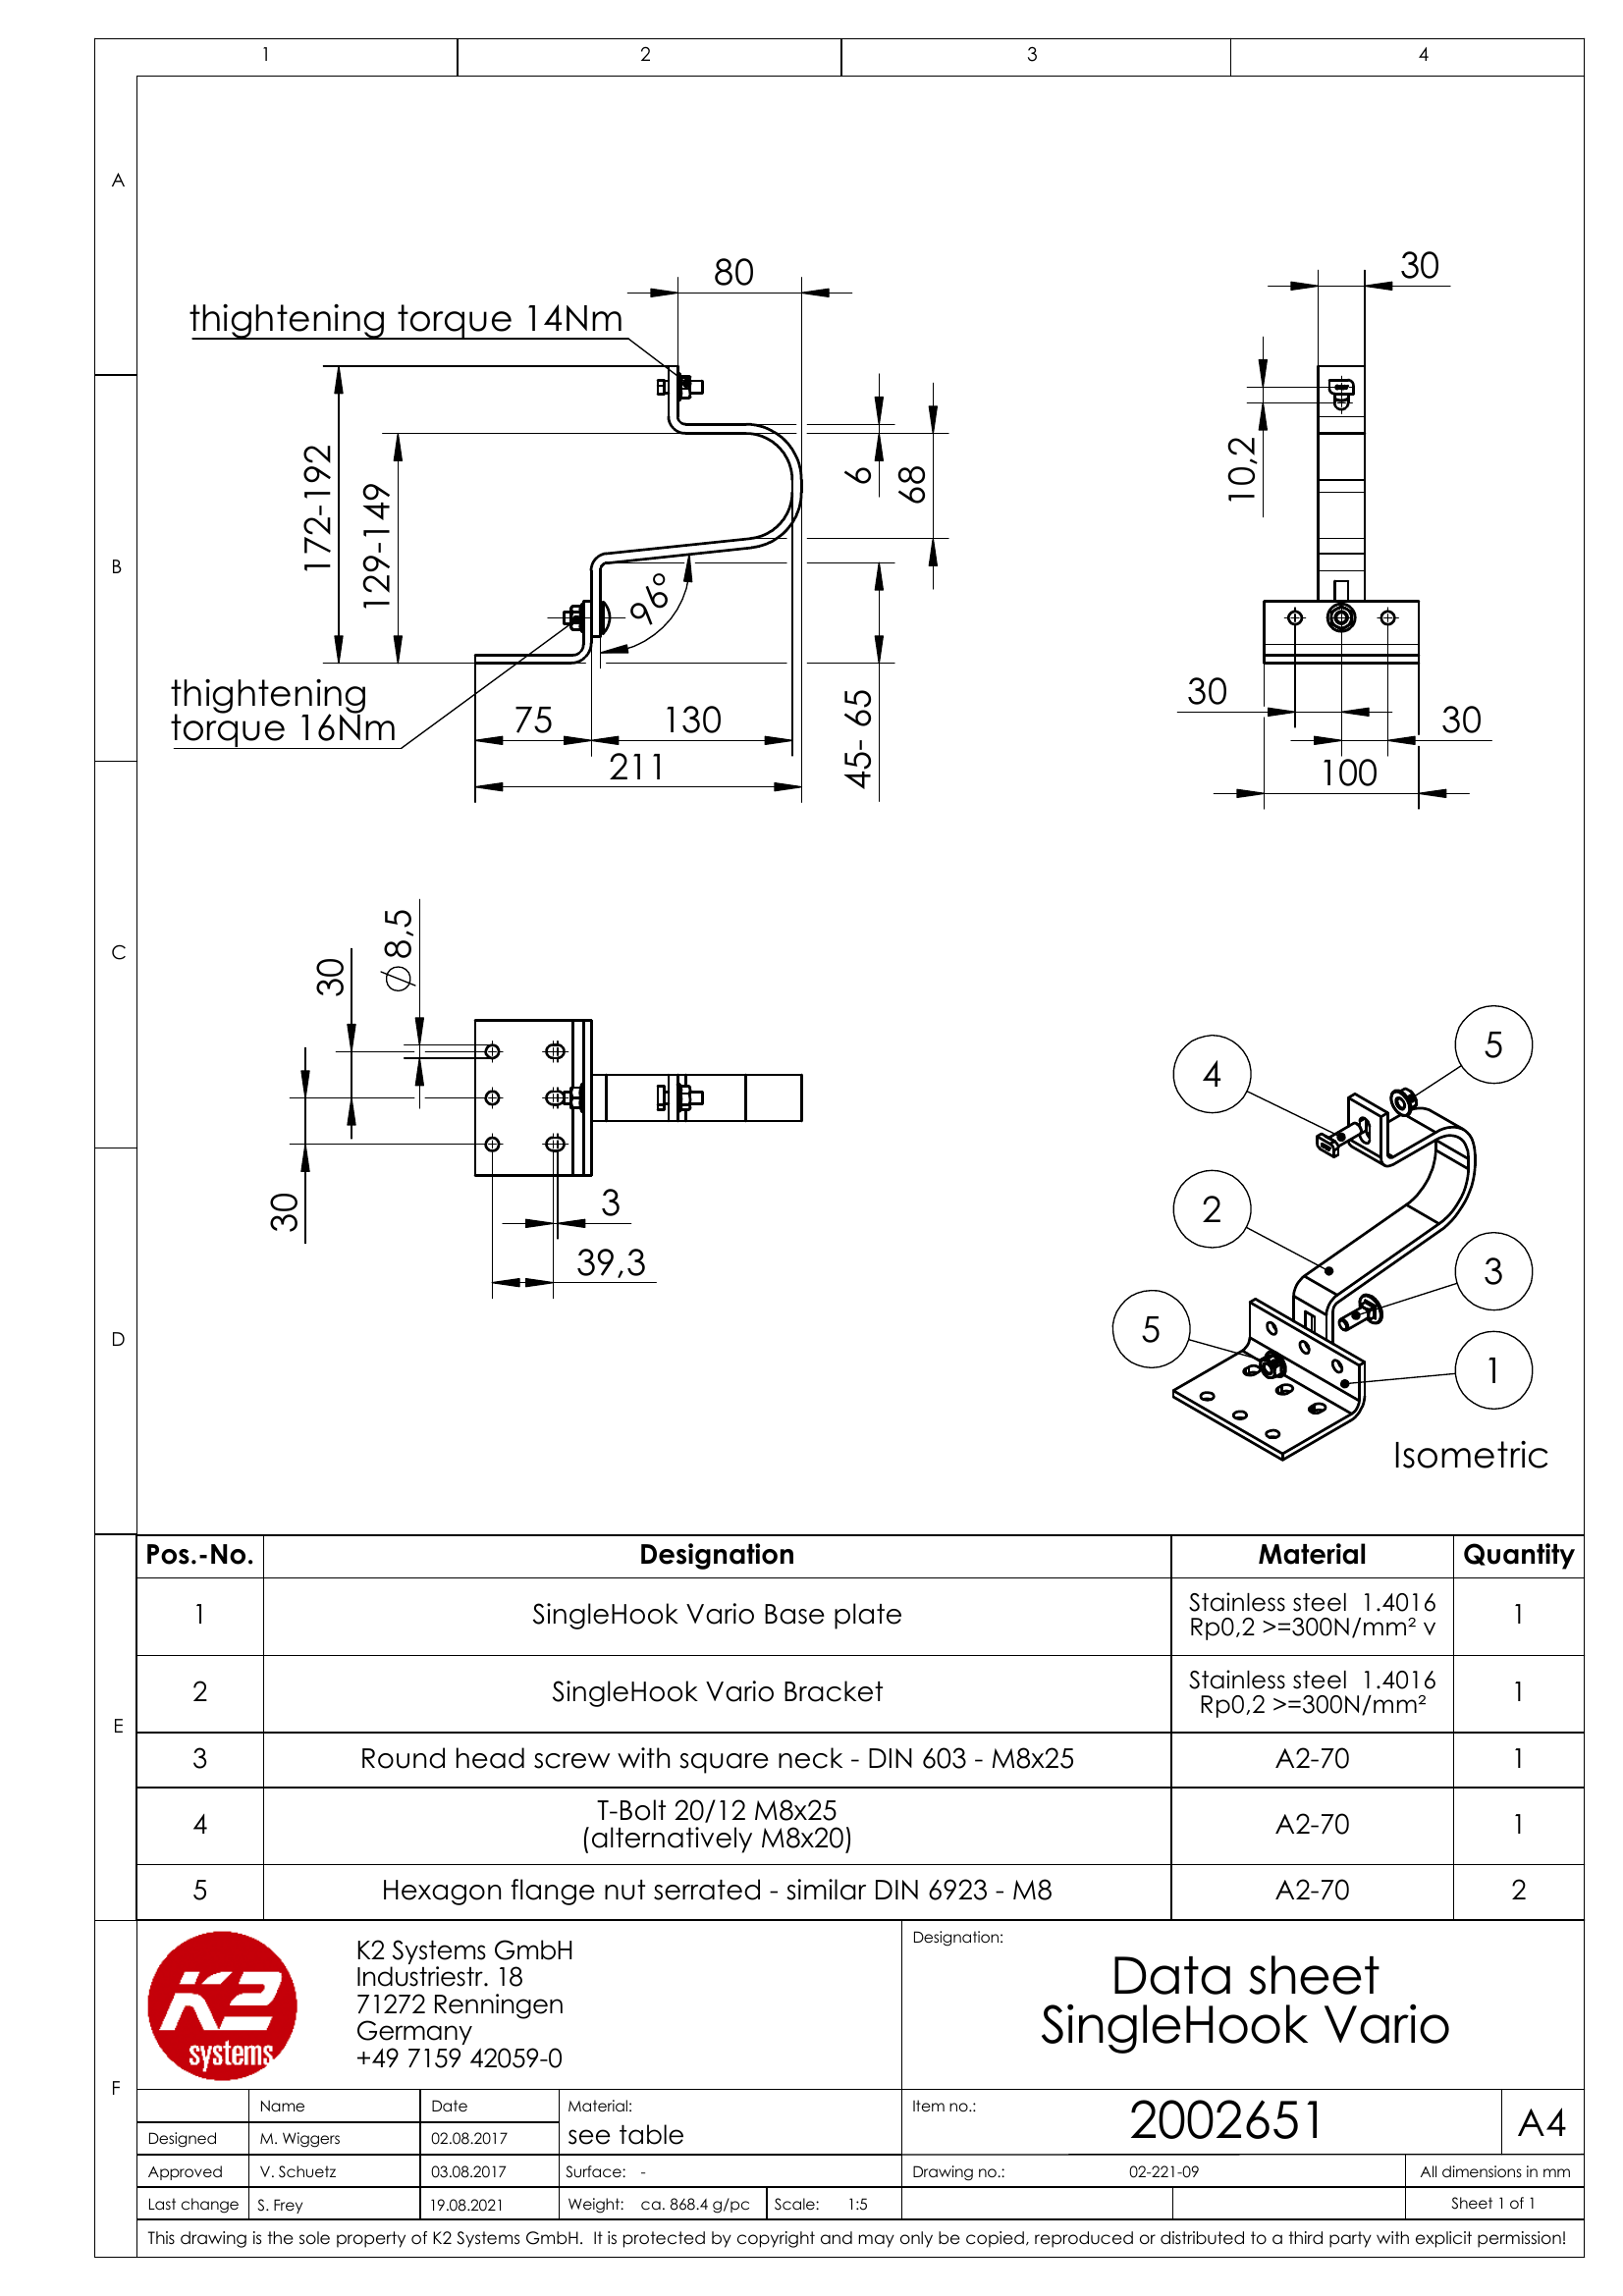 1 2 3 4
A
B
C
D
E
F
80
thightening torque 14Nm
172-192
129-149
6
68
96°
thightening
torque 16Nm
75
130
211
45- 65
30
10,2
30
30
100
30
Ø8,5
30
3
39,3
5
4
2
3
5
1
Isometric
Pos.-No. Designation Material Quantity
1 SingleHook Vario Base plate Stainless steel 1.4016 1
Rp0,2 >=300N/mm² v
2 SingleHook Vario Bracket Stainless steel 1.4016 1
Rp0,2 >=300N/mm²
3 Round head screw with square neck - DIN 603 - M8x25 A2-70 1
4 T-Bolt 20/12 M8x25 A2-70 1
(alternatively M8x20)
5 Hexagon flange nut serrated - similar DIN 6923 - M8 A2-70 2
K2
systems
K2 Systems GmbH
Industriestr. 18
71272 Renningen
Germany
+49 7159 42059-0
Designation:
Data sheet
SingleHook Vario
Name Date Material: Item no.: 2002651 A4
Designed M. Wiggers 02.08.2017 see table
Approved V. Schuetz 03.08.2017 Surface: - Drawing no.: 02-221-09 All dimensions in mm
Last change S. Frey 19.08.2021 Weight: ca. 868.4 g/pc Scale: 1:5 Sheet 1 of 1
This drawing is the sole property of K2 Systems GmbH. It is protected by copyright and may only be copied, reproduced or distributed to a third party with explicit permission!